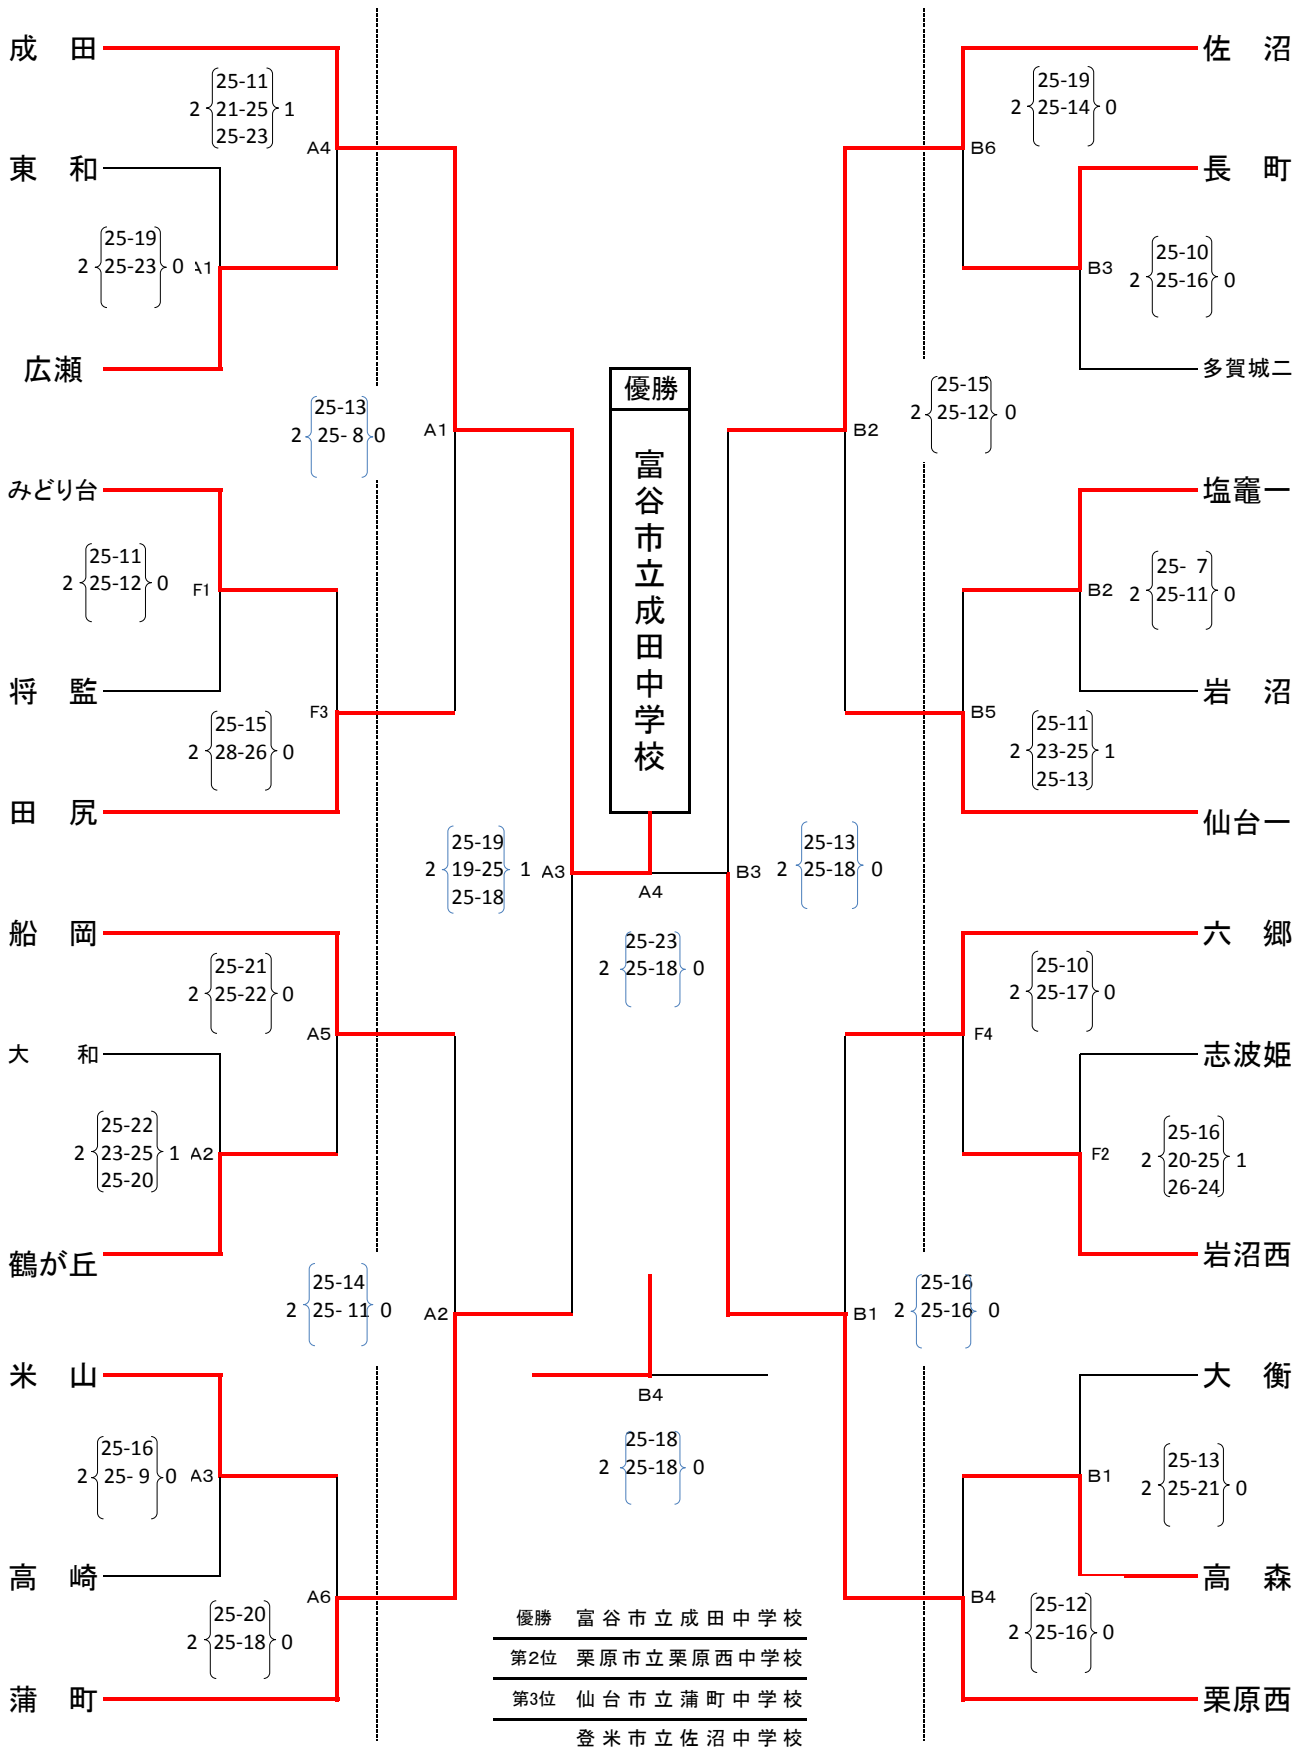 成　田
25-11
2 21-25 1
25-23
A4
東　和
25-19
2 25-23 0
A1
広瀬
25-13
2 25- 8 0
A1
みどり台
25-11
2 25-12 0
F1
将　監
25-15
2 28-26 0
F3
田　尻
25-19
2 19-25 1
25-18
A3
船　岡
25-21
2 25-22 0
A5
大　和
25-22
2 23-25 1
25-20
A2
鶴が丘
25-14
2 25- 11 0
A2
米　山
25-16
2 25- 9 0
A3
高　崎
25-20
2 25-18 0
A6
蒲　町
優勝
富谷市立成田中学校
A4
25-23
2 25-18 0
B4
25-18
2 25-18 0
佐　沼
25-19
2 25-14 0
B6
長　町
25-10
2 25-16 0
B3
多賀城二
25-15
2 25-12 0
B2
塩竈一
25- 7
2 25-11 0
B2
岩　沼
25-11
2 23-25 1
25-13
B5
仙台一
25-13
2 25-18 0
B3
六　郷
25-10
2 25-17 0
F4
志波姫
25-16
2 20-25 1
26-24
F2
岩沼西
25-16
2 25-16 0
B1
大　衡
25-13
2 25-21 0
B1
高　森
25-12
2 25-16 0
B4
栗原西
優勝　富谷市立成田中学校
第2位　栗原市立栗原西中学校
第3位　仙台市立蒲町中学校
登米市立佐沼中学校